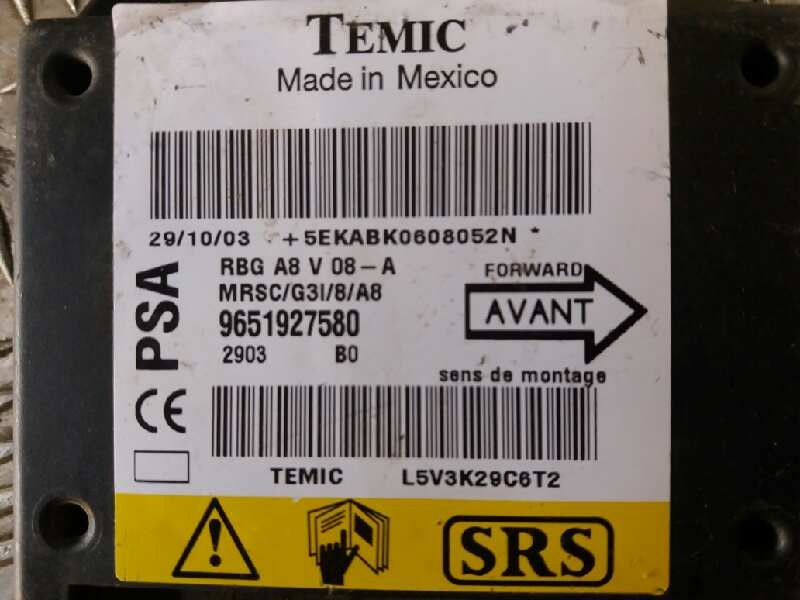 TEMIC
Made in Mexico
29/10/03 +5EKABK0608052N *
PSA
RBG A8 V 08-A
MRSC/G3I/8/A8
9651927580
2903 B0
FORWARD
AVANT
sens de montage
CE
TEMIC L5V3K29C6T2
SRS